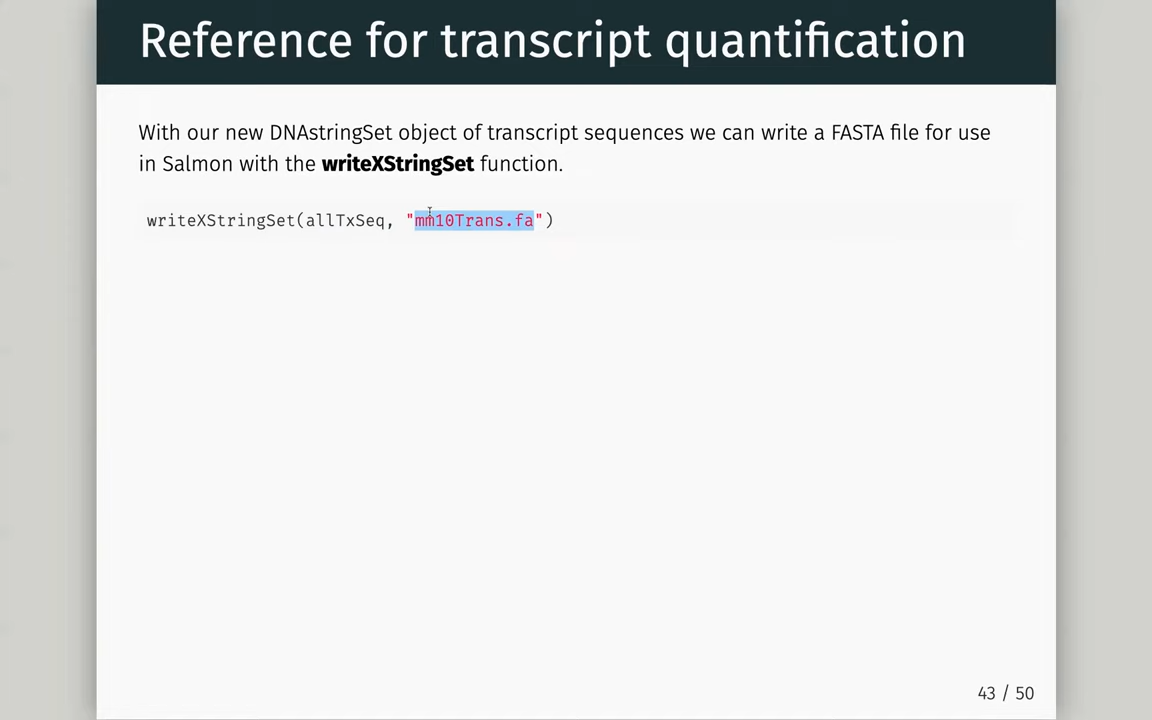 Reference for transcript quantification
With our new DNAstringSet object of transcript sequences we can write a FASTA file for use
in Salmon with the writeXStringSet function.
writeXStringSet(allTxSeq, "mm10Trans.fa")
43 / 50